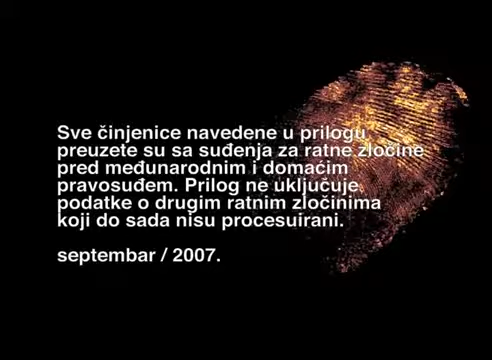 Sve činjenice navedene u prilogu
preuzete su sa suđenja za ratne zločine
pred međunarodnim i domaćim
pravosuđem. Prilog ne uključuje
podatke o drugim ratnim zločinima
koji do sada nisu procesuirani.
septembar / 2007.